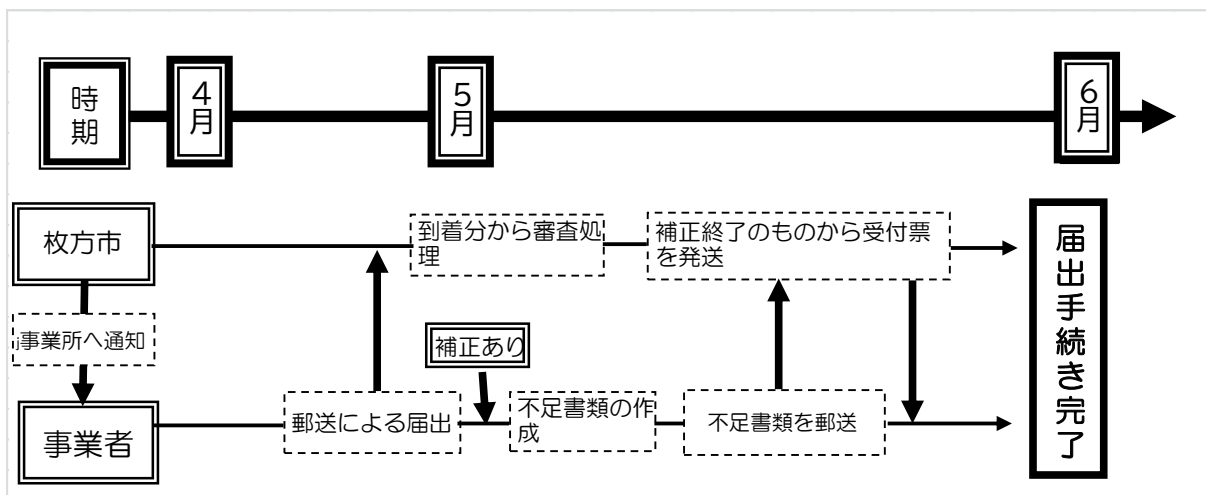 時期
4月
5月
6月
枚方市
到着分から審査処
理
補正終了のものから受付票
を発送
届出手続き完了
事業所へ通知
補正あり
事業者
郵送による届出
不足書類の作
成
不足書類を郵送